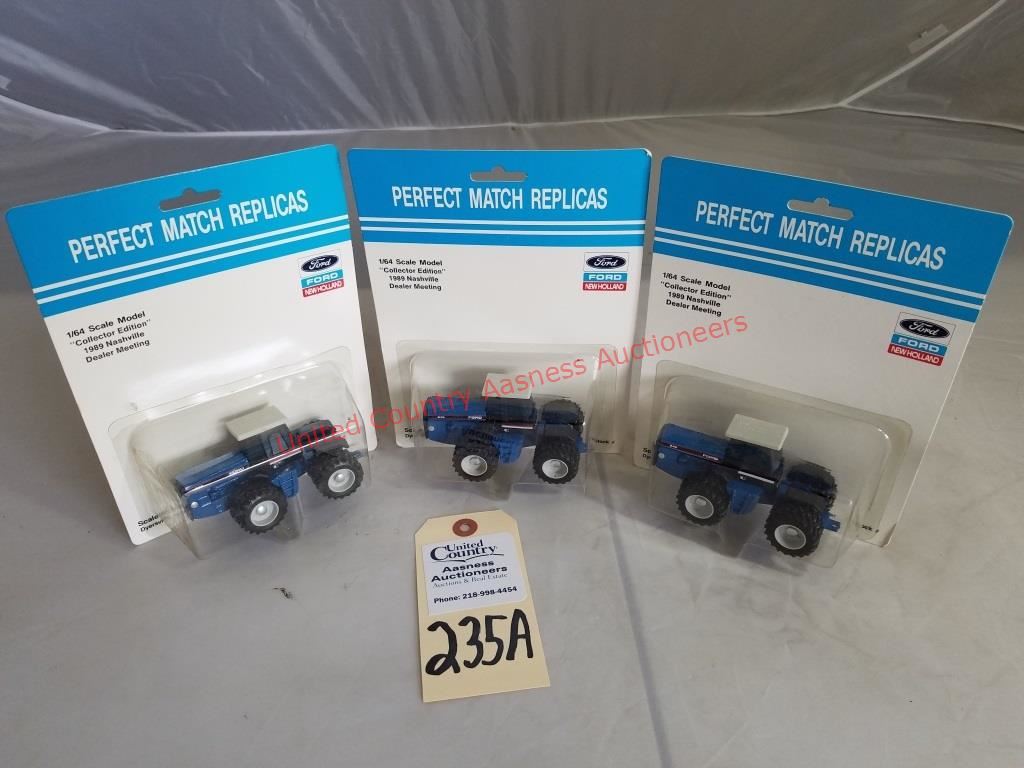 PERFECT MATCH REPLICAS
1/64 Scale Model
"Collector Edition"
1989 Nashville
Dealer Meeting
Ford
FORD
NEW HOLLAND
PERFECT MATCH REPLICAS
1/64 Scale Model
"Collector Edition"
1989 Nashville
Dealer Meeting
Ford
FORD
NEW HOLLAND
PERFECT MATCH REPLICAS
1/64 Scale Model
"Collector Edition"
1989 Nashville
Dealer Meeting
Ford
FORD
NEW HOLLAND
United Country Aasness Auctioneers
United
Country
Aasness
Auctioneers
Auctions & Real Estate
Phone: 218-998-4454
235A